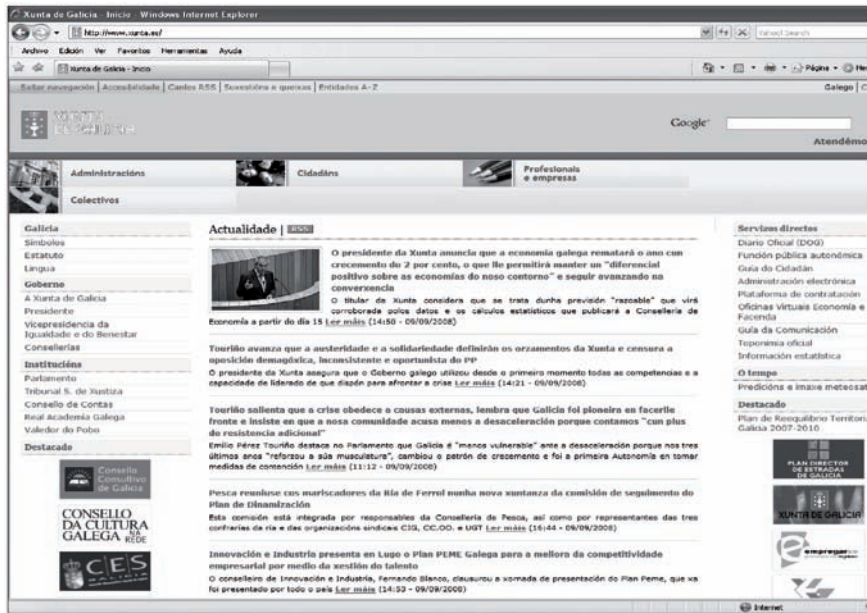 Xunta de Galicia - Inicio - Windows Internet Explorer
http://www.xunta.es/
Yahoo! Search
Archivo Edición Ver Favoritos Herramientas Ayuda
Xunta de Galicia - Inicio
Página
Saltar navegación | Accesibilidade | Canles RSS | Suxestións e queixas | Entidades A-Z
Galego
XUNTA
DE GALICIA
Google
Atendémo
Administracións
Cidadáns
Profesionais
e empresas
Colectivos
Galicia
Símbolos
Estatuto
Lingua
Goberno
A Xunta de Galicia
Presidente
Vicepresidencia da
Igualdade e do Benestar
Consellerías
Institucións
Parlamento
Tribunal S. de Xustiza
Consello de Contas
Real Academia Galega
Valedor do Pobo
Destacado
Consello
Consultivo
de Galicia
CONSELLO
DA CULTURA
GALEGA NA
REDE
CES
GALICIA
Actualidade | RSS
O presidente da Xunta anuncia que a economía galega rematará o ano cun
crecemento do 2 por cento, o que lle permitirá manter un "diferencial
positivo sobre as economías do noso contorno" e seguir avanzando na
converxencia
O titular da Xunta considera que se trata dunha previsión "razoable" que virá
corroborada polos datos e os cálculos estatísticos que publicará a Consellería de
Economía a partir do día 15 Ler máis (14:50 - 09/09/2008)
Touriño avanza que a austeridade e a solidariedade definirán os orzamentos da Xunta e censura a
oposición demagóxica, inconsistente e oportunista do PP
O presidente da Xunta asegura que o Goberno galego utilizou desde o primeiro momento todas as competencias e a
capacidade de liderado de que dispón para afrontar a crise Ler máis (14:21 - 09/09/2008)
Touriño salienta que a crise obedece a causas externas, lembra que Galicia foi pioneira en facerlle
fronte e insiste en que a nosa comunidade acusa menos a desaceleración porque contamos "cun plus
de resistencia adicional"
Emilio Pérez Touriño destaca no Parlamento que Galicia é "menos vulnerable" ante a desaceleración porque nos tres
últimos anos "reforzou a súa musculatura", cambiou o patrón de crecemento e foi a primeira Autonomía en tomar
medidas de contención Ler máis (11:12 - 09/09/2008)
Pesca reuniuse cos mariscadores da Ría de Ferrol nunha nova xuntanza da comisión de seguimento do
Plan de Dinamización
Esta comisión está integrada por responsables da Consellería de Pesca, así como por representantes das tres
confrarías da ría e das organizacións sindicais CIG, CC.OO. e UGT Ler máis (16:44 - 09/09/2008)
Innovación e Industria presenta en Lugo o Plan PEME Galega para a mellora da competitividade
empresarial por medio da xestión do talento
O conselleiro de Innovación e Industria, Fernando Blanco, clausurou a xornada de presentación do Plan Peme, que xa
foi presentado por todo o país Ler máis (14:53 - 09/09/2008)
Servizos directos
Diario Oficial (DOG)
Función pública autonómica
Guía do Cidadán
Administración electrónica
Plataforma de contratación
Oficinas Virtuais Economía e
Facenda
Guía da Comunicación
Toponimia oficial
Información estatística
O tempo
Predicións e imaxe meteosat
Destacado
Plan de Reequilibrio Territoria
Galicia 2007-2010
PLAN DIRECTOR
DE ESTRADAS
DE GALICIA
XUNTA DE GALICIA
Internet